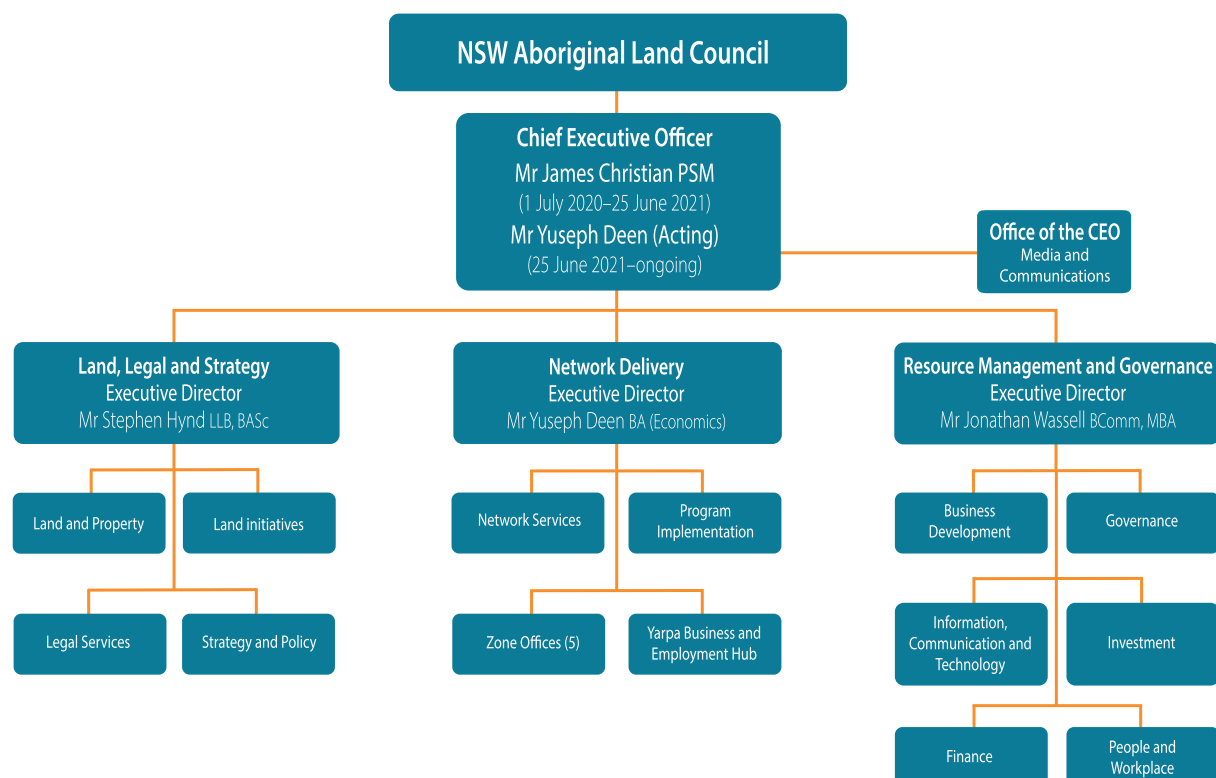 NSW Aboriginal Land Council
Chief Executive Officer
Mr James Christian PSM
(1 July 2020–25 June 2021)
Mr Yuseph Deen (Acting)
(25 June 2021–ongoing)
Office of the CEO
Media and
Communications
Land, Legal and Strategy
Executive Director
Mr Stephen Hynd LLB, BASc
Network Delivery
Executive Director
Mr Yuseph Deen BA (Economics)
Resource Management and Governance
Executive Director
Mr Jonathan Wassell BComm, MBA
Land and Property
Land initiatives
Legal Services
Strategy and Policy
Network Services
Program
Implementation
Zone Offices (5)
Yarpa Business and
Employment Hub
Business
Development
Governance
Information,
Communication and
Technology
Investment
Finance
People and
Workplace